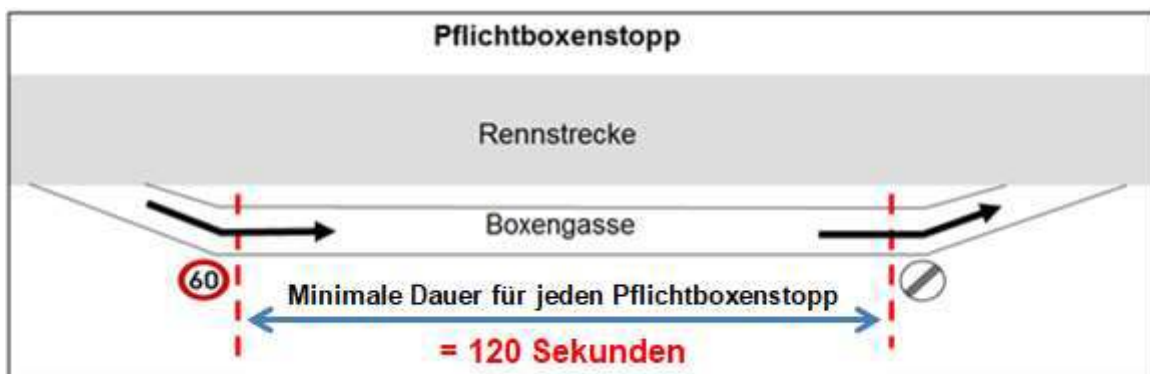 Pflichtboxenstopp
Rennstrecke
Boxengasse
60
Minimale Dauer für jeden Pflichtboxenstopp
= 120 Sekunden